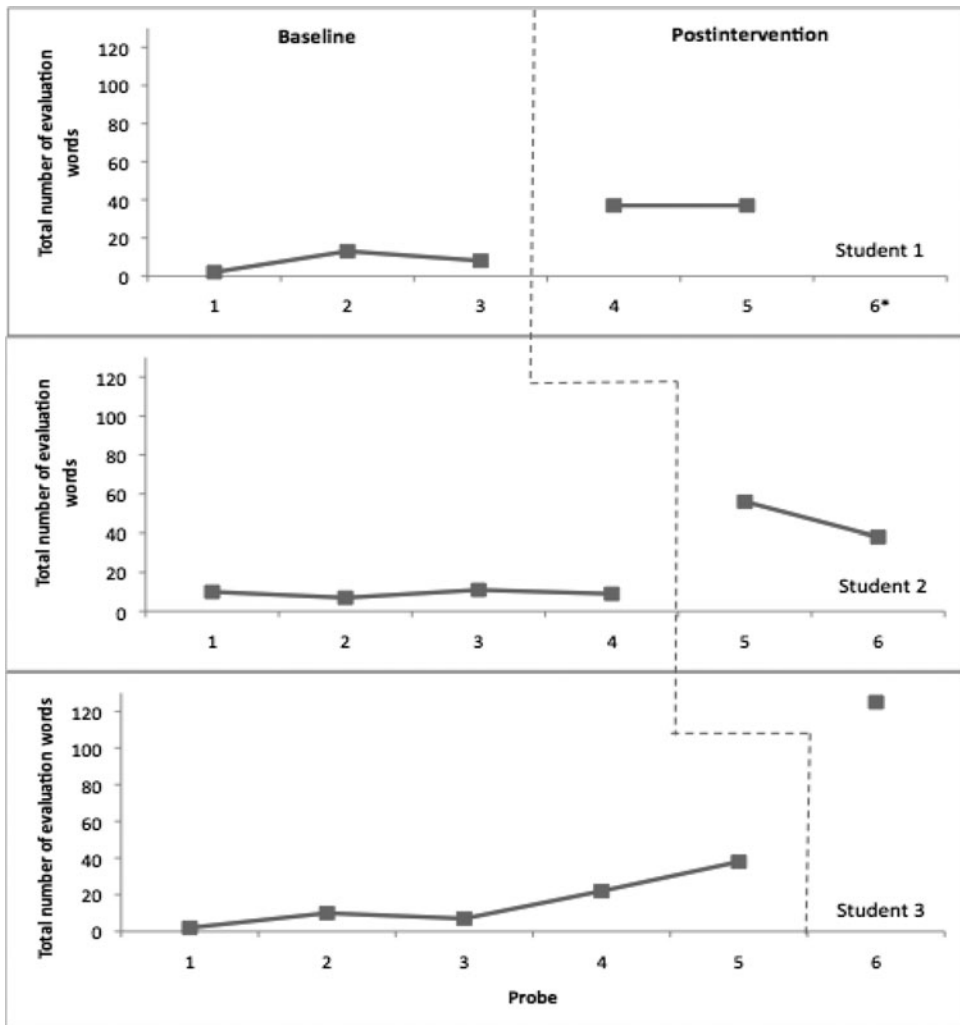 Baseline
Postintervention
Total number of evaluation
words
120
100
80
60
40
20
0
Student 1
1 2 3 4 5 6*
Total number of evaluation
words
120
100
80
60
40
20
0
Student 2
1 2 3 4 5 6
Total number of evaluation words
120
100
80
60
40
20
0
Student 3
1 2 3 4 5 6
Probe